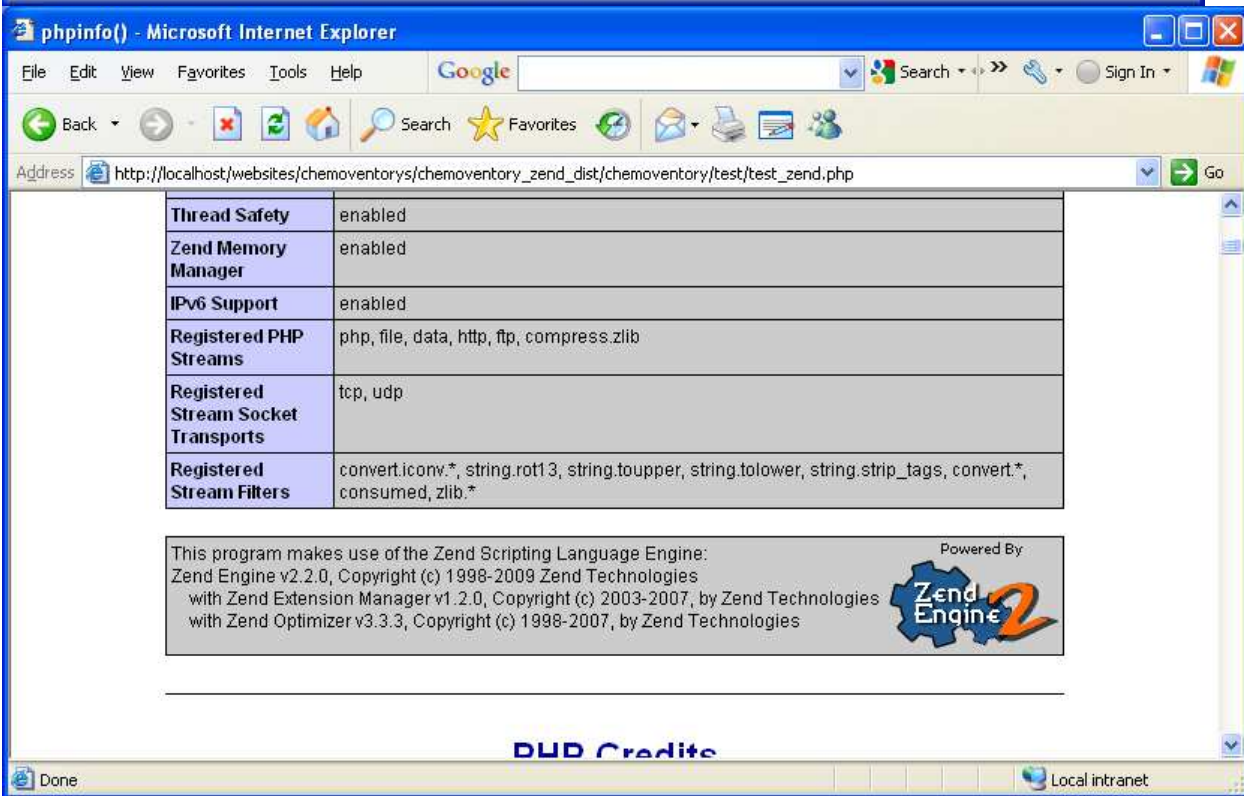 phpinfo() - Microsoft Internet Explorer
File Edit View Favorites Tools Help Google Search Sign In
Back Search Favorites
Address http://localhost/websites/chemoventorys/chemoventory_zend_dist/chemoventory/test/test_zend.php Go
Thread Safety enabled
Zend Memory enabled
Manager
IPv6 Support enabled
Registered PHP php, file, data, http, ftp, compress.zlib
Streams
Registered tcp, udp
Stream Socket
Transports
Registered convert.iconv.*, string.rot13, string.toupper, string.tolower, string.strip_tags, convert.*,
Stream Filters consumed, zlib.*
This program makes use of the Zend Scripting Language Engine:
Zend Engine v2.2.0, Copyright (c) 1998-2009 Zend Technologies
with Zend Extension Manager v1.2.0, Copyright (c) 2003-2007, by Zend Technologies
with Zend Optimizer v3.3.3, Copyright (c) 1998-2007, by Zend Technologies
Powered By
Zend
Engine 2
PHP Credits
Done Local intranet